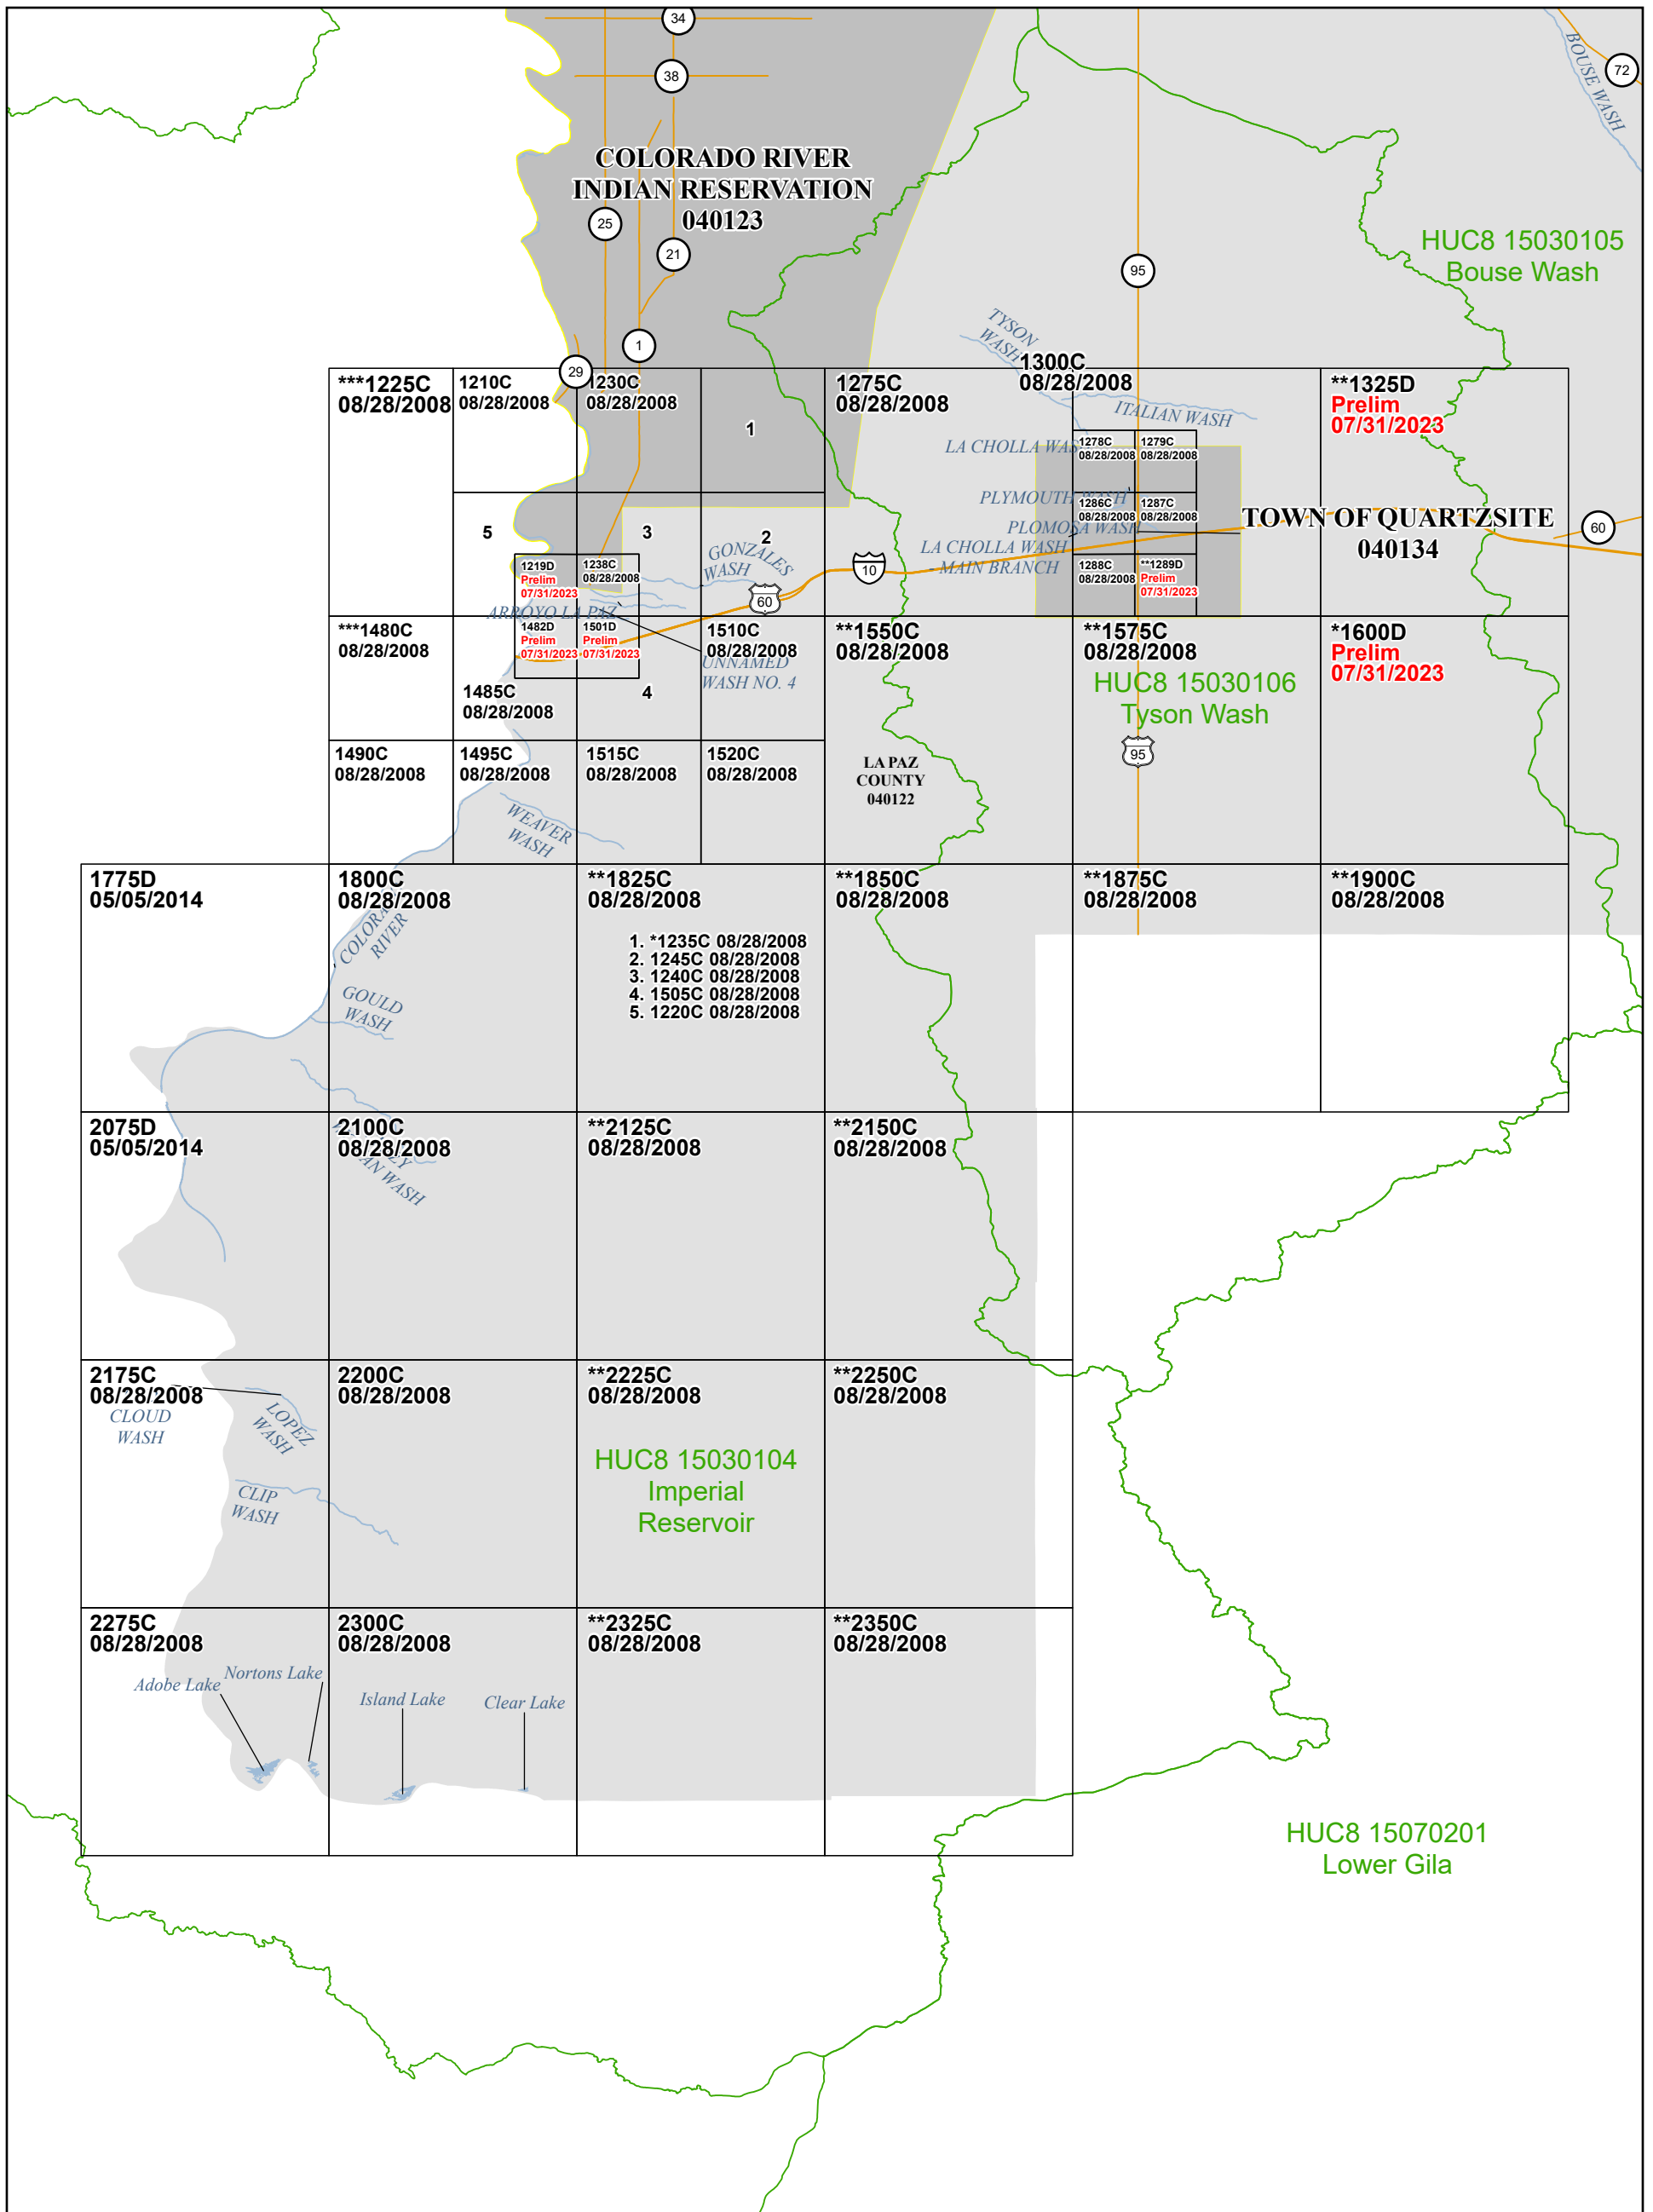 34
38
72
BOUSE WASH
COLORADO RIVER
INDIAN RESERVATION
040123
25
21
95
HUC8 15030105
Bouse Wash
1
29
TYSON
WASH
***1225C
08/28/2008
1210C
08/28/2008
1230C
08/28/2008
1
1275C
08/28/2008
1300C
08/28/2008
**1325D
Prelim
07/31/2023
ITALIAN WASH
LA CHOLLA WAS
1278C
08/28/2008
1279C
08/28/2008
PLYMOUTH WASH
1286C
08/28/2008
1287C
08/28/2008
PLOMOSA WASH
LA CHOLLA WASH
- MAIN BRANCH
1288C
08/28/2008
**1289D
Prelim
07/31/2023
TOWN OF QUARTZSITE
040134
60
5
3
2
GONZALES
WASH
10
60
1219D
Prelim
07/31/2023
1238C
08/28/2008
ARROYO LA PAZ
***1480C
08/28/2008
1482D
Prelim
07/31/2023
1501D
Prelim
07/31/2023
1510C
08/28/2008
UNNAMED
WASH NO. 4
**1550C
08/28/2008
**1575C
08/28/2008
*1600D
Prelim
07/31/2023
HUC8 15030106
Tyson Wash
95
1485C
08/28/2008
4
1490C
08/28/2008
1495C
08/28/2008
1515C
08/28/2008
1520C
08/28/2008
LA PAZ
COUNTY
040122
WEAVER
WASH
1775D
05/05/2014
1800C
08/28/2008
**1825C
08/28/2008
**1850C
08/28/2008
**1875C
08/28/2008
**1900C
08/28/2008
RIVER
1. *1235C 08/28/2008
2. 1245C 08/28/2008
3. 1240C 08/28/2008
4. 1505C 08/28/2008
5. 1220C 08/28/2008
GOULD
WASH
2075D
05/05/2014
2100C
08/28/2008
WASH
**2125C
08/28/2008
**2150C
08/28/2008
2175C
08/28/2008
CLOUD
WASH
LOPEZ
WASH
2200C
08/28/2008
**2225C
08/28/2008
**2250C
08/28/2008
CLIP
WASH
HUC8 15030104
Imperial
Reservoir
2275C
08/28/2008
2300C
08/28/2008
**2325C
08/28/2008
**2350C
08/28/2008
Adobe Lake
Nortons Lake
Island Lake
Clear Lake
HUC8 15070201
Lower Gila